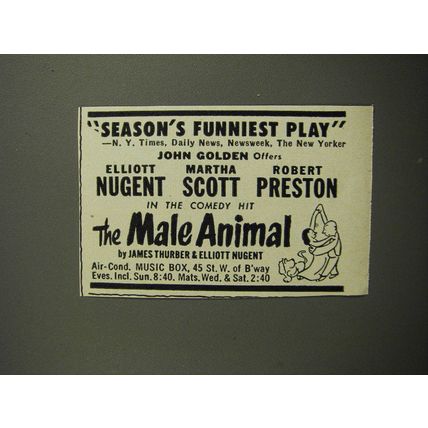 "SEASON'S FUNNIEST PLAY"
—N. Y. Times, Daily News, Newsweek, The New Yorker
JOHN GOLDEN Offers
ELLIOTT MARTHA ROBERT
NUGENT SCOTT PRESTON
IN THE COMEDY HIT
The Male Animal
by JAMES THURBER & ELLIOTT NUGENT
Air-Cond. MUSIC BOX, 45 St. W. of B'way
Eves. Incl. Sun. 8:40. Mats. Wed. & Sat. 2:40